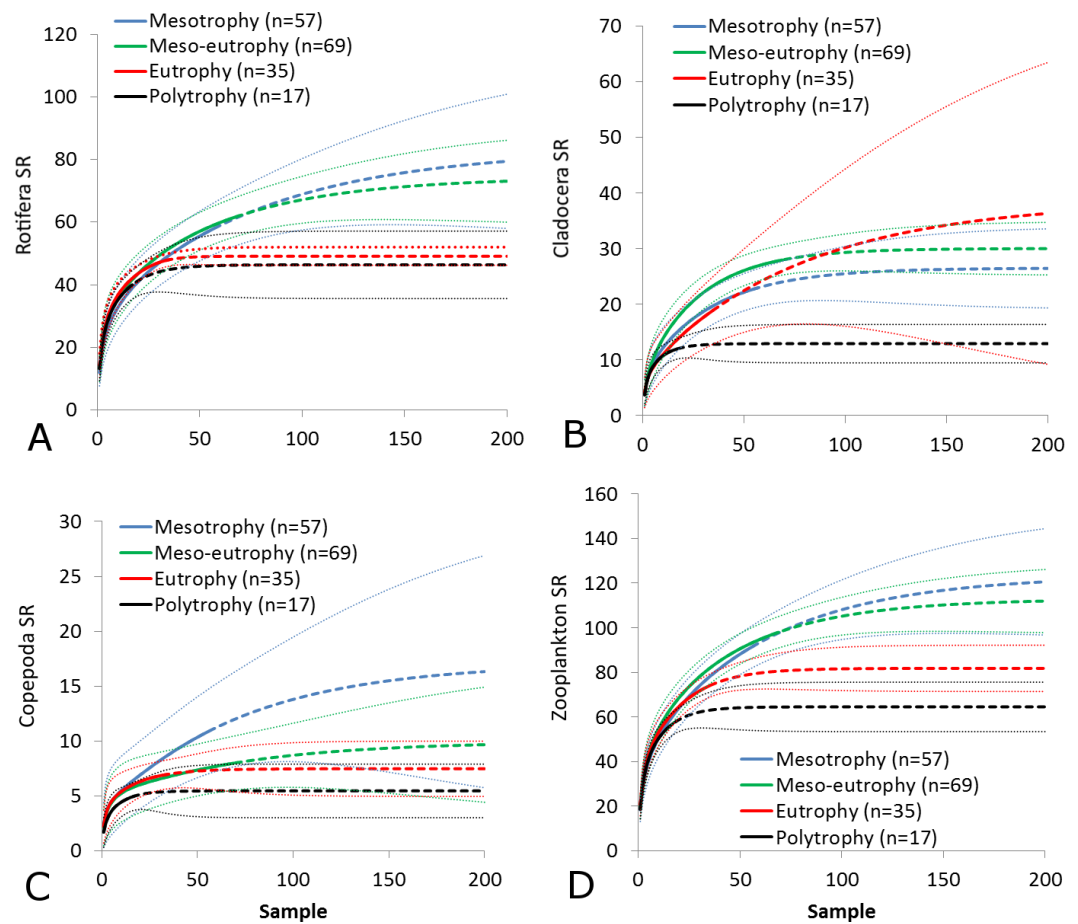 Mesotrophy (n=57)
Meso-eutrophy (n=69)
Eutrophy (n=35)
Polytrophy (n=17)
120
100
80
60
40
20
0
Rotifera SR
0 50 100 150 200
A
Mesotrophy (n=57)
Meso-eutrophy (n=69)
Eutrophy (n=35)
Polytrophy (n=17)
70
60
50
40
30
20
10
0
Cladocera SR
0 50 100 150 200
B
Mesotrophy (n=57)
Meso-eutrophy (n=69)
Eutrophy (n=35)
Polytrophy (n=17)
30
25
20
15
10
5
0
Copepoda SR
0 50 100 150 200
C
Sample
160
140
120
100
80
60
40
20
0
Zooplankton SR
Mesotrophy (n=57)
Meso-eutrophy (n=69)
Eutrophy (n=35)
Polytrophy (n=17)
0 50 100 150 200
D
Sample